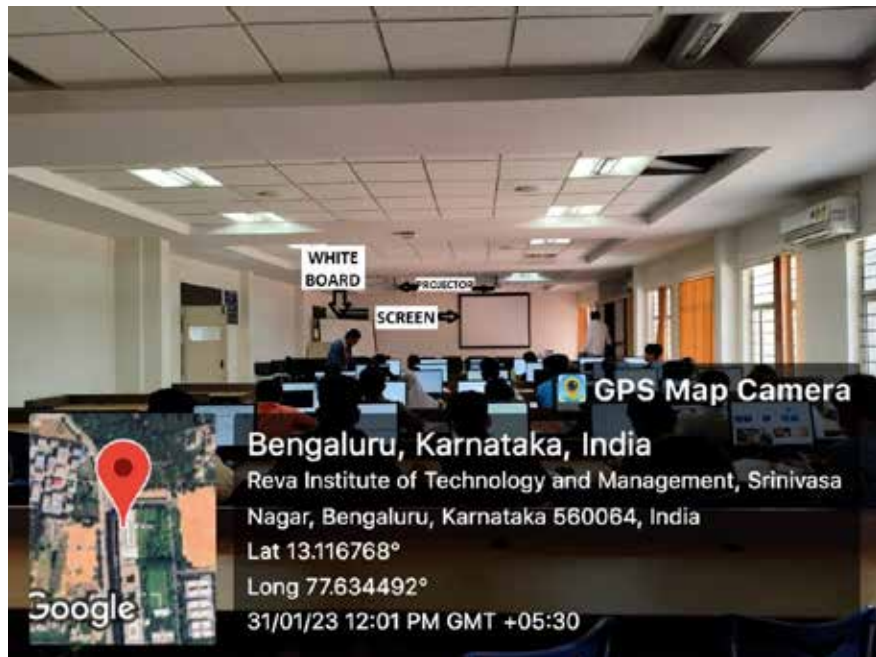 WHITE
BOARD
PROJECTOR
SCREEN
GPS Map Camera
Bengaluru, Karnataka, India
Reva Institute of Technology and Management, Srinivasa
Nagar, Bengaluru, Karnataka 560064, India
Lat 13.116768°
Long 77.634492°
31/01/23 12:01 PM GMT +05:30
Google